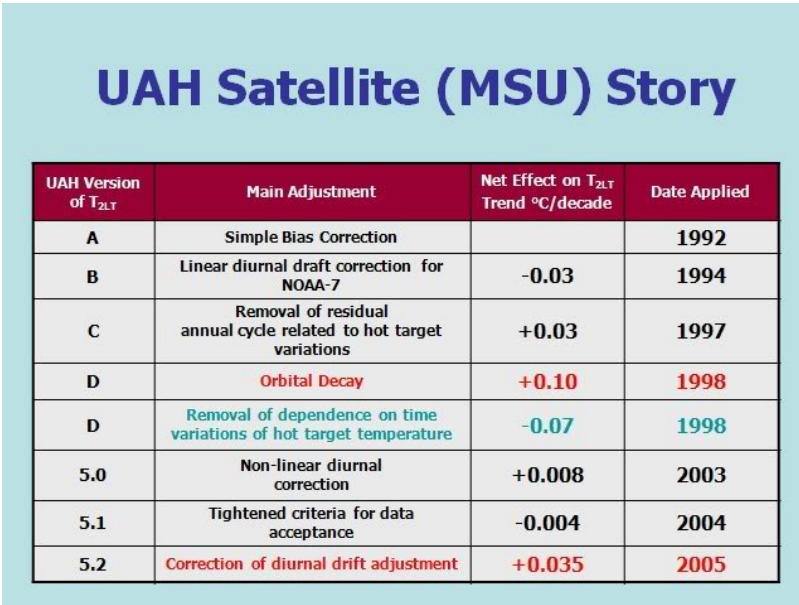 UAH Satellite (MSU) Story
UAH Version
of T2LT
Main Adjustment
Net Effect on T2LT
Trend °C/decade
Date Applied
A
Simple Bias Correction
1992
B
Linear diurnal draft correction for
NOAA-7
-0.03
1994
C
Removal of residual
annual cycle related to hot target
variations
+0.03
1997
D
Orbital Decay
+0.10
1998
D
Removal of dependence on time
variations of hot target temperature
-0.07
1998
5.0
Non-linear diurnal
correction
+0.008
2003
5.1
Tightened criteria for data
acceptance
-0.004
2004
5.2
Correction of diurnal drift adjustment
+0.035
2005